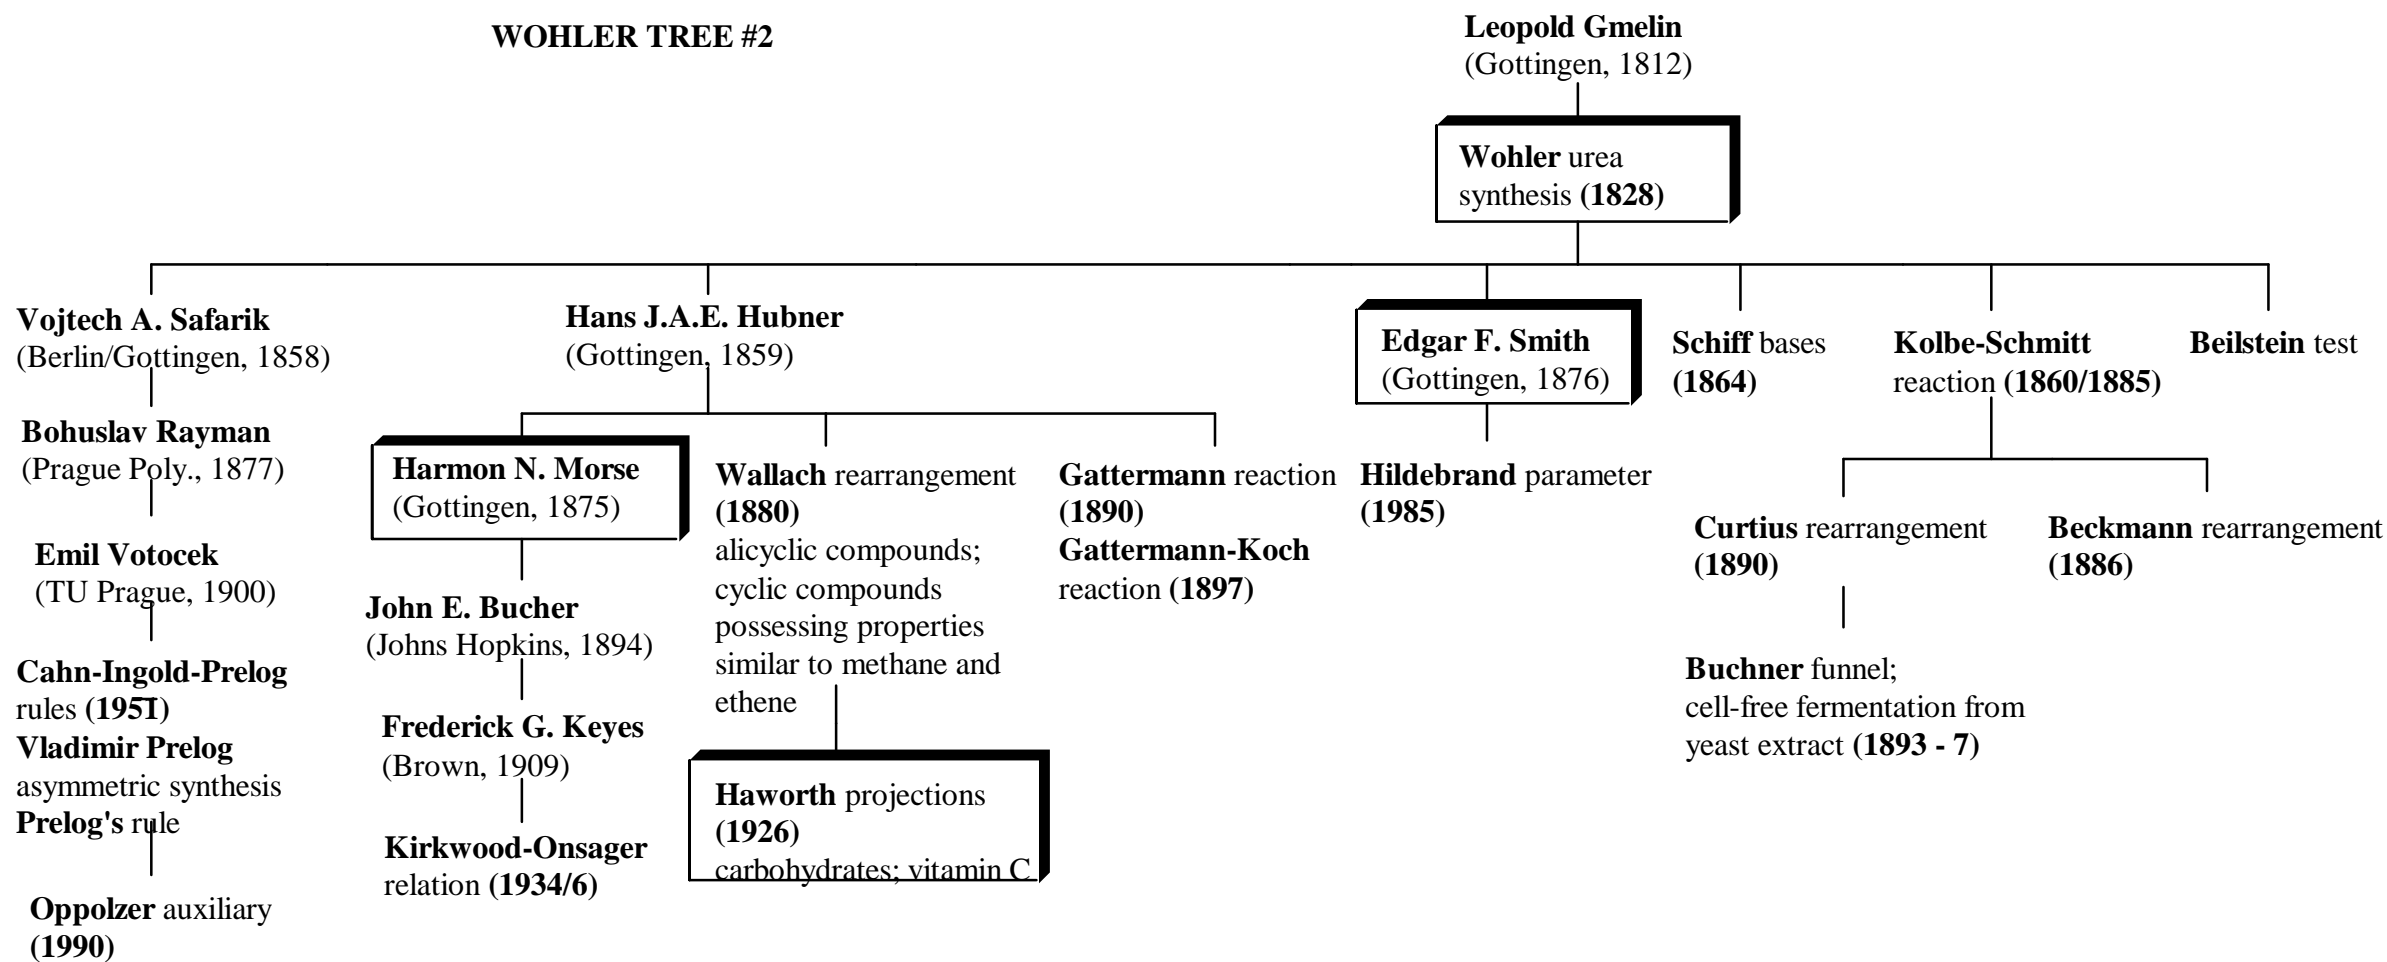 WOHLER TREE #2
Leopold Gmelin
(Gottingen, 1812)
Wohler urea
synthesis (1828)
Vojtech A. Safarik
(Berlin/Gottingen, 1858)
Bohuslav Rayman
(Prague Poly., 1877)
Emil Votocek
(TU Prague, 1900)
Cahn-Ingold-Prelog
rules (1951)
Vladimir Prelog
asymmetric synthesis
Prelog's rule
Oppolzer auxiliary
(1990)
Hans J.A.E. Hubner
(Gottingen, 1859)
Harmon N. Morse
(Gottingen, 1875)
John E. Bucher
(Johns Hopkins, 1894)
Frederick G. Keyes
(Brown, 1909)
Kirkwood-Onsager
relation (1934/6)
Wallach rearrangement
(1880)
alicyclic compounds;
cyclic compounds
possessing properties
similar to methane and
ethene
Haworth projections
(1926)
carbohydrates; vitamin C
Gattermann reaction
(1890)
Gattermann-Koch
reaction (1897)
Edgar F. Smith
(Gottingen, 1876)
Hildebrand parameter
(1985)
Schiff bases
(1864)
Kolbe-Schmitt
reaction (1860/1885)
Curtius rearrangement
(1890)
Buchner funnel;
cell-free fermentation from
yeast extract (1893 - 7)
Beckmann rearrangement
(1886)
Beilstein test